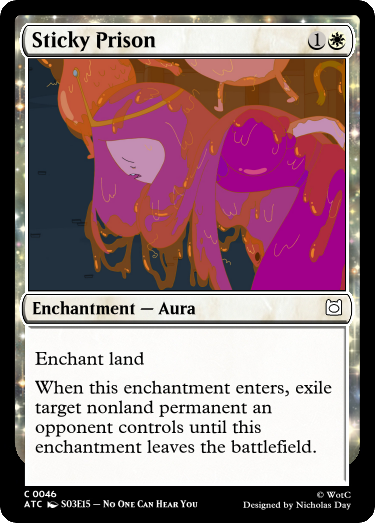 Sticky Prison 1
Enchantment — Aura
Enchant land
When this enchantment enters, exile
target nonland permanent an
opponent controls until this
enchantment leaves the battlefield.
C 0046 © WotC
ATC S03E15 — No One Can Hear You Designed by Nicholas Day